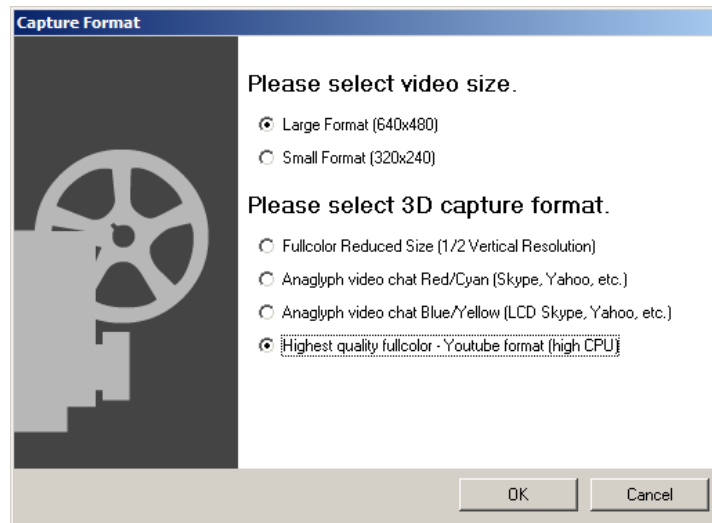 Capture Format
Please select video size.
Large Format (640x480)
Small Format (320x240)
Please select 3D capture format.
Fullcolor Reduced Size (1/2 Vertical Resolution)
Anaglyph video chat Red/Cyan (Skype, Yahoo, etc.)
Anaglyph video chat Blue/Yellow (LCD Skype, Yahoo, etc.)
Highest quality fullcolor - Youtube format (high CPU)
OK
Cancel